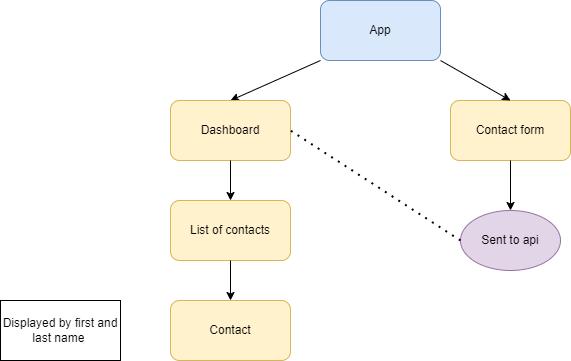 App
Dashboard
Contact form
List of contacts
Sent to api
Displayed by first and
last name
Contact